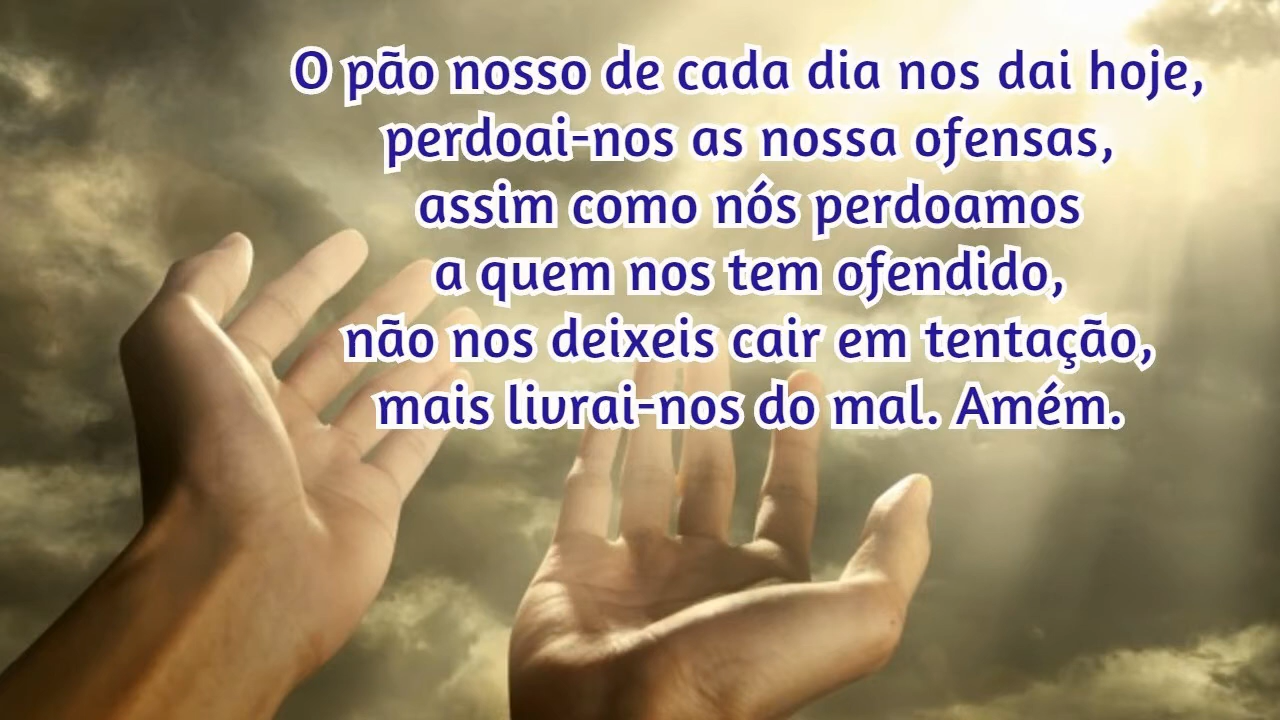 O pão nosso de cada dia nos dai hoje,
perdoai-nos as nossa ofensas,
assim como nós perdoamos
a quem nos tem ofendido,
não nos deixeis cair em tentação,
mais livrai-nos do mal. Amém.